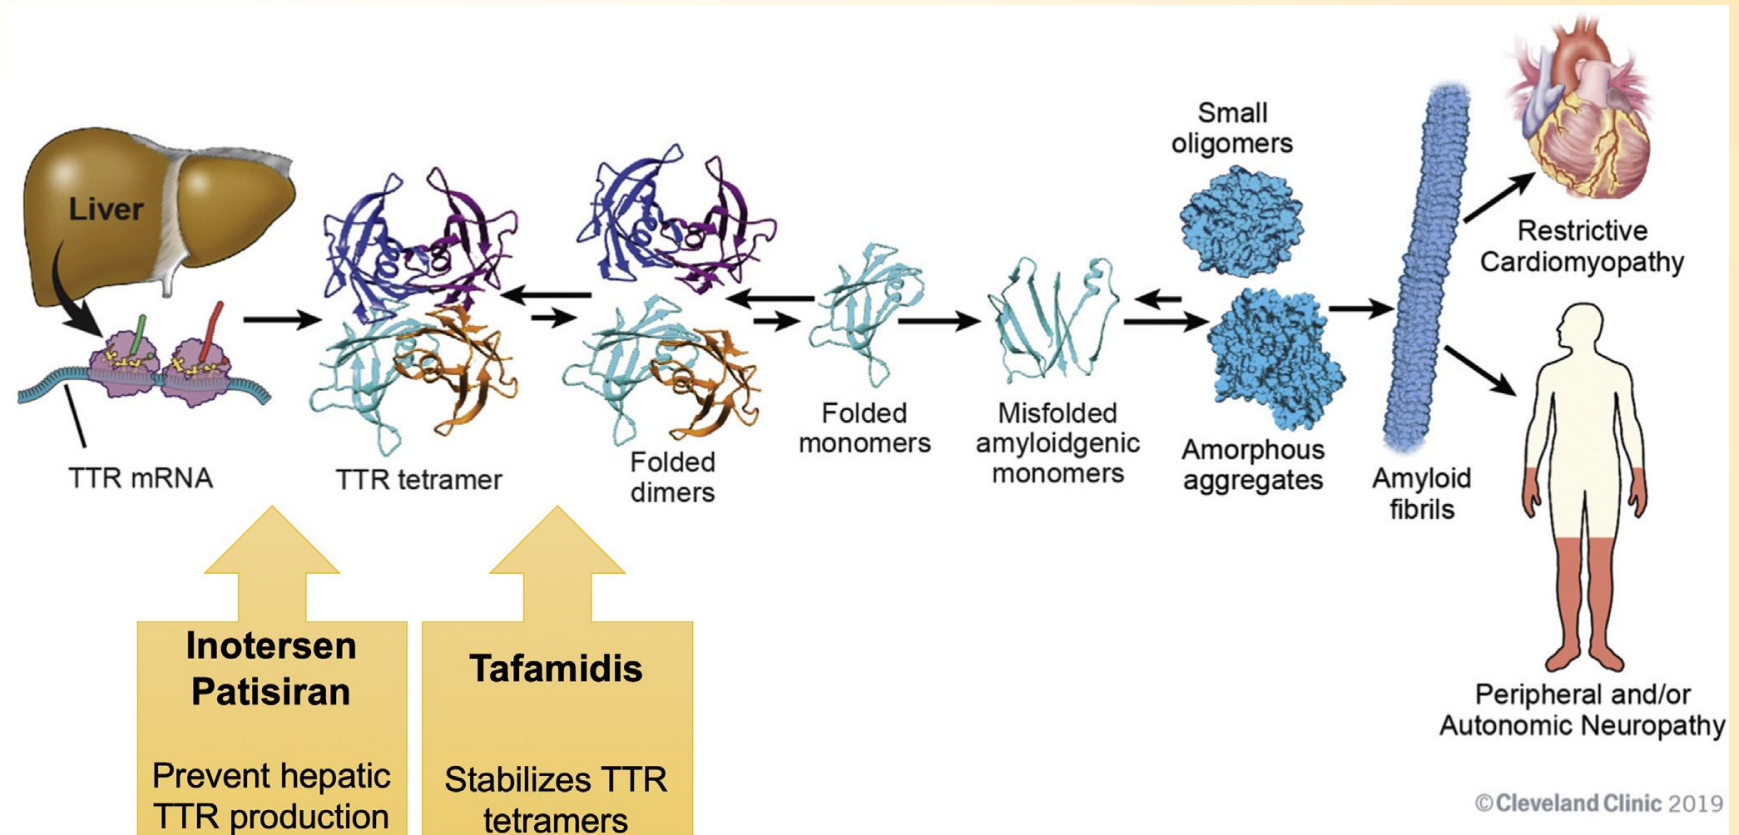 Liver
TTR mRNA
TTR tetramer
Folded
dimers
Folded
monomers
Misfolded
amyloidgenic
monomers
Small
oligomers
Amorphous
aggregates
Amyloid
fibrils
Restrictive
Cardiomyopathy
Peripheral and/or
Autonomic Neuropathy
Inotersen
Patisiran
Prevent hepatic
TTR production
Tafamidis
Stabilizes TTR
tetramers
©Cleveland Clinic 2019